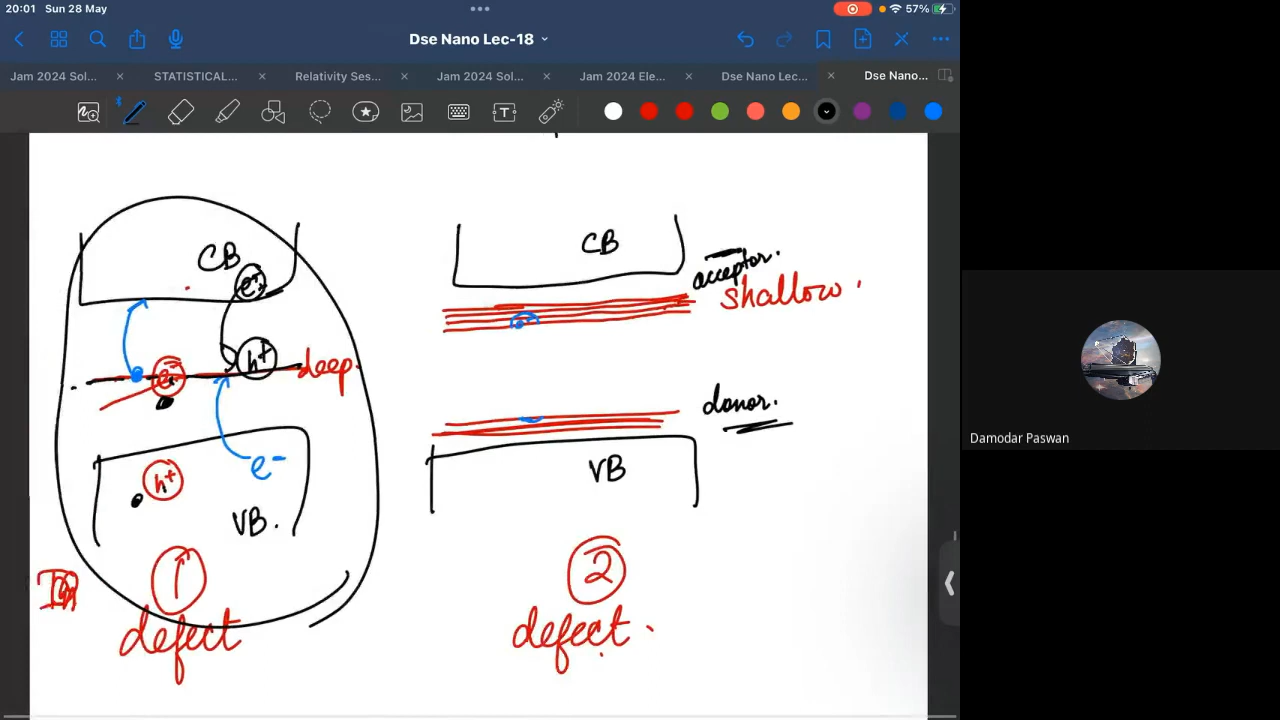 20:01 Sun 28 May
57%
Dse Nano Lec-18
Jam 2024 Sol...
STATISTICAL...
Relativity Ses...
Jam 2024 Sol...
Jam 2024 Ele...
Dse Nano Lec...
Dse Nano...
CB
e-
h+
e-
deep
h+
e-
VB.
1
defect
CB
acceptor.
shallow.
donor.
VB
2
defect.
Damodar Paswan